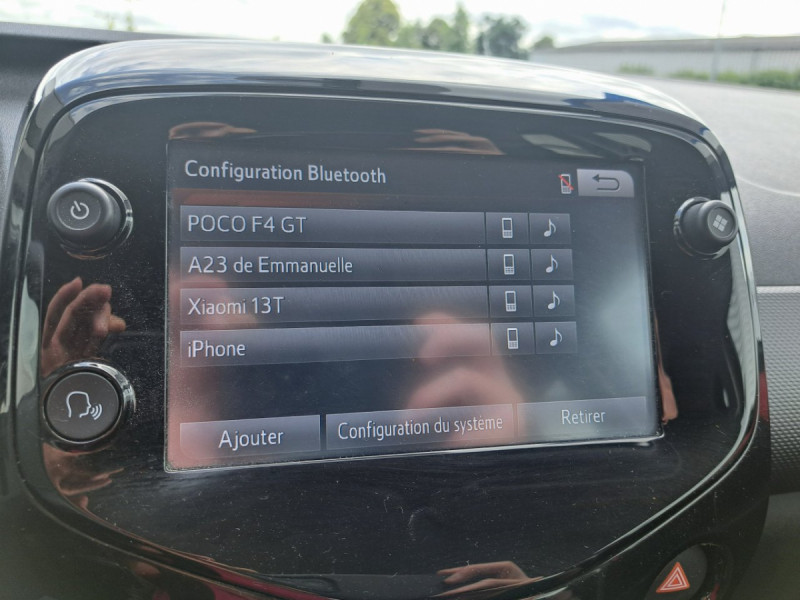 Configuration Bluetooth
POCO F4 GT
A23 de Emmanuelle
Xiaomi 13T
iPhone
Ajouter
Configuration du système
Retirer